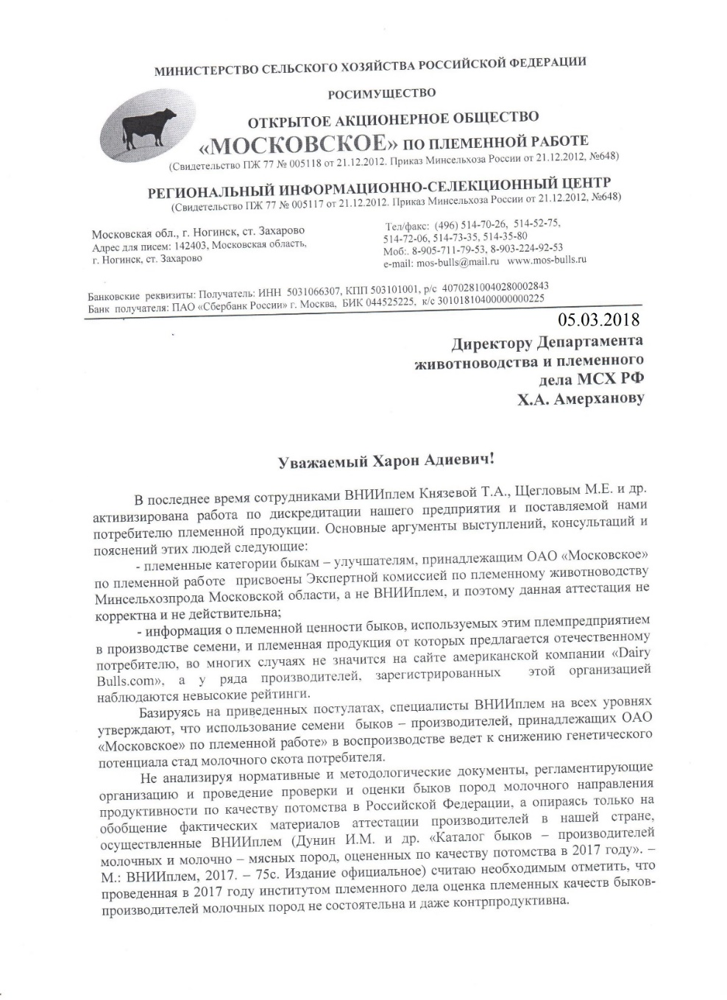 МИНИСТЕРСТВО СЕЛЬСКОГО ХОЗЯЙСТВА РОССИЙСКОЙ ФЕДЕРАЦИИ
РОСИМУЩЕСТВО
ОТКРЫТОЕ АКЦИОНЕРНОЕ ОБЩЕСТВО
«МОСКОВСКОЕ» ПО ПЛЕМЕННОЙ РАБОТЕ
(Свидетельство ПЖ 77 № 005118 от 21.12.2012. Приказ Минсельхоза России от 21.12.2012, №648)
РЕГИОНАЛЬНЫЙ ИНФОРМАЦИОННО-СЕЛЕКЦИОННЫЙ ЦЕНТР
(Свидетельство ПЖ 77 № 005117 от 21.12.2012. Приказ Минсельхоза России от 21.12.2012, №648)
Московская обл., г. Ногинск, ст. Захарово
Адрес для писем: 142403, Московская область,
г. Ногинск, ст. Захарово
Тел/факс: (496) 514-70-26, 514-52-75,
514-72-06, 514-73-35, 514-35-80
Моб:. 8-905-711-79-53, 8-903-224-92-53
e-mail: mos-bulls@mail.ru www.mos-bulls.ru
Банковские реквизиты: Получатель: ИНН 5031066307, КПП 503101001, р/с 40702810040280002843
Банк получателя: ПАО «Сбербанк России» г. Москва, БИК 044525225, к/с 30101810400000000225
05.03.2018
Директору Департамента
животноводства и племенного
дела МСХ РФ
Х.А. Амерханову
Уважаемый Харон Адиевич!
В последнее время сотрудниками ВНИИплем Князевой Т.А., Щегловым М.Е. и др.
активизирована работа по дискредитации нашего предприятия и поставляемой нами
потребителю племенной продукции. Основные аргументы выступлений, консультаций и
пояснений этих людей следующие:
- племенные категории быкам – улучшателям, принадлежащим ОАО «Московское»
по племенной работе присвоены Экспертной комиссией по племенному животноводству
Минсельхозпрода Московской области, а не ВНИИплем, и поэтому данная аттестация не
корректна и не действительна;
- информация о племенной ценности быков, используемых этим племпредприятием
в производстве семени, и племенная продукция от которых предлагается отечественному
потребителю, во многих случаях не значится на сайте американской компании «Dairy
Bulls.com», а у ряда производителей, зарегистрированных этой организацией
наблюдаются невысокие рейтинги.
Базируясь на приведенных постулатах, специалисты ВНИИплем на всех уровнях
утверждают, что использование семени быков – производителей, принадлежащих ОАО
«Московское» по племенной работе» в воспроизводстве ведет к снижению генетического
потенциала стад молочного скота потребителя.
Не анализируя нормативные и методологические документы, регламентирующие
организацию и проведение проверки и оценки быков пород молочного направления
продуктивности по качеству потомства в Российской Федерации, а опираясь только на
обобщение фактических материалов аттестации производителей в нашей стране,
осуществленные ВНИИплем (Дунин И.М. и др. «Каталог быков – производителей
молочных и молочно – мясных пород, оцененных по качеству потомства в 2017 году». –
М.: ВНИИплем, 2017. – 75с. Издание официальное) считаю необходимым отметить, что
проведенная в 2017 году институтом племенного дела оценка племенных качеств быков-
производителей молочных пород не состоятельна и даже контрпродуктивна.